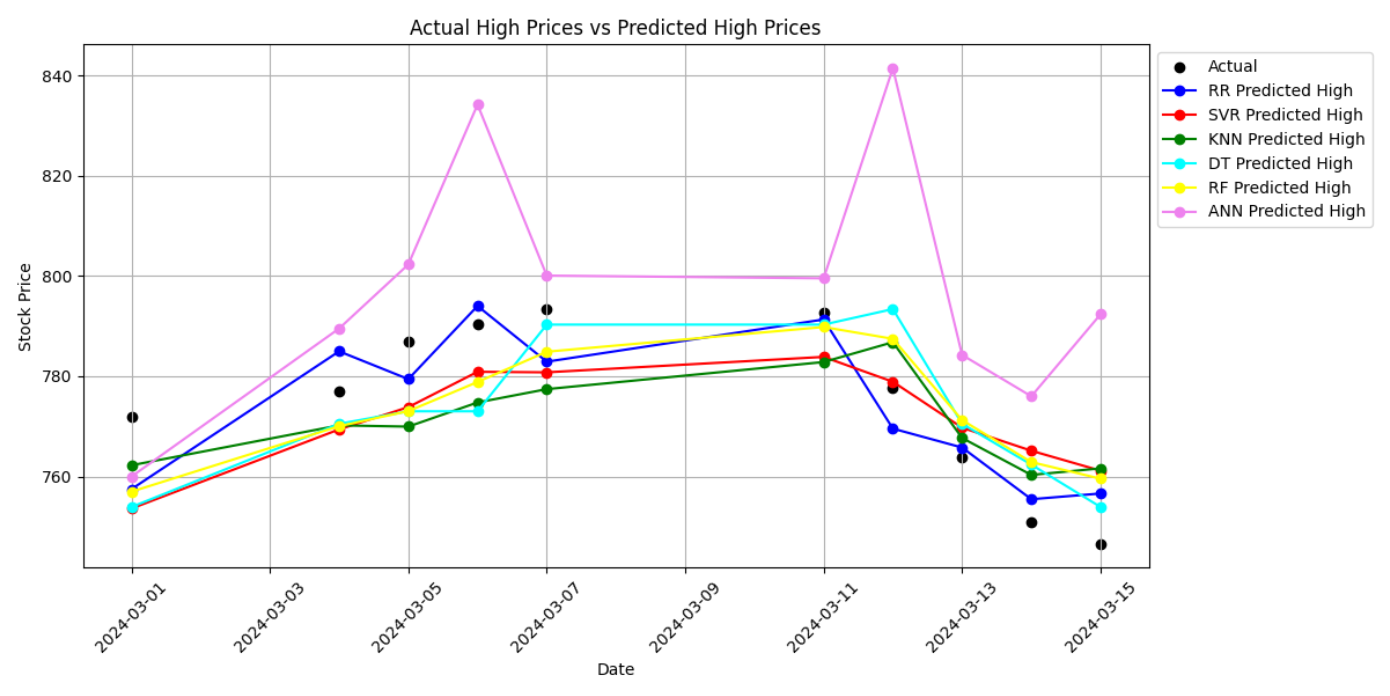 Actual High Prices vs Predicted High Prices
Actual
RR Predicted High
SVR Predicted High
KNN Predicted High
DT Predicted High
RF Predicted High
ANN Predicted High
Stock Price
840
820
800
780
760
2024-03-01
2024-03-03
2024-03-05
2024-03-07
2024-03-09
2024-03-11
2024-03-13
2024-03-15
Date